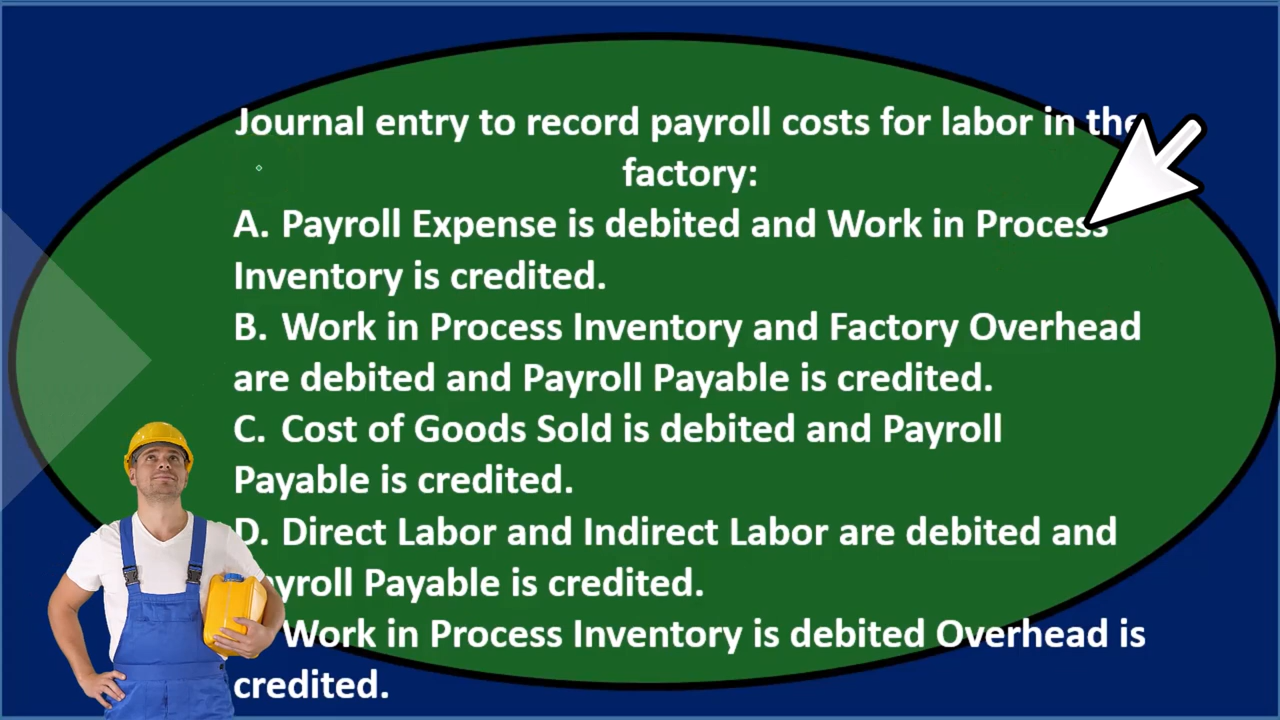 Journal entry to record payroll costs for labor in the
factory:
A. Payroll Expense is debited and Work in Process
Inventory is credited.
B. Work in Process Inventory and Factory Overhead
are debited and Payroll Payable is credited.
C. Cost of Goods Sold is debited and Payroll
Payable is credited.
D. Direct Labor and Indirect Labor are debited and
Payable is credited.
Work in Process Inventory is debited Overhead is
credited.